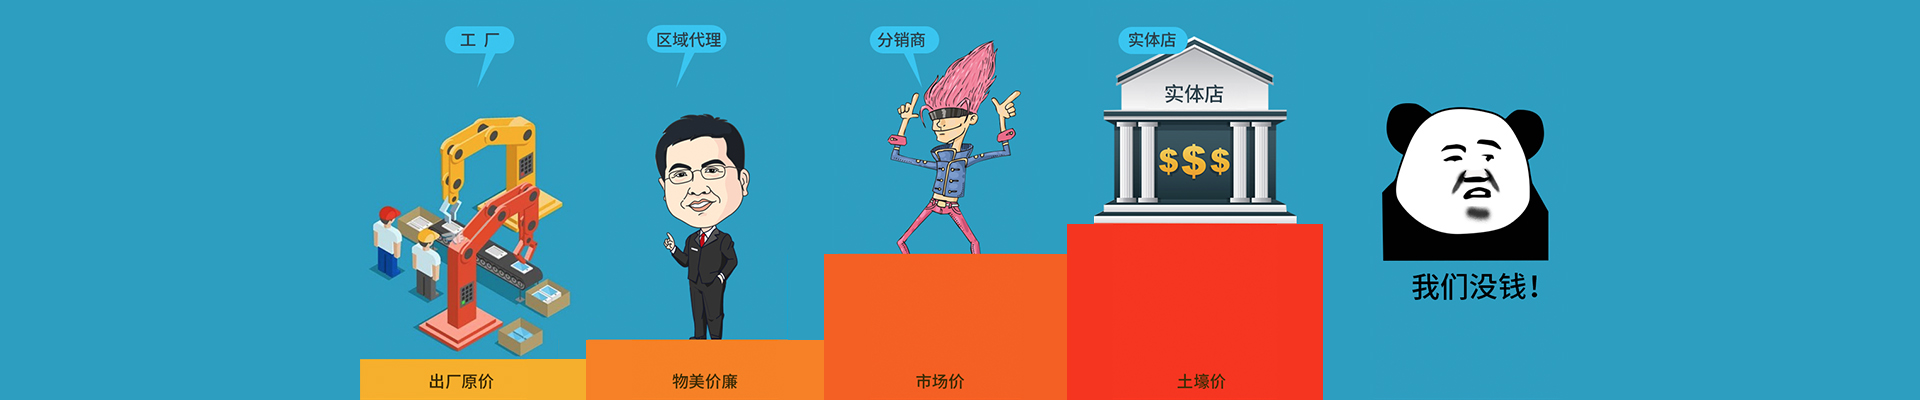 工 厂
区域代理
分销商
实体店
实体店
$$$
我们没钱！
出厂原价
物美价廉
市场价
土壕价